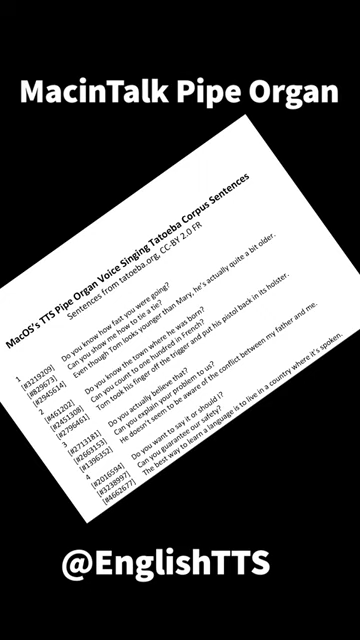 MacinTalk Pipe Organ
MacOS's TTS Pipe Organ Voice Singing Tatoeba Corpus Sentences
Sentences from tatoeba.org, CC-BY 2.0 FR
1
[#3219209] Do you know how fast you were going?
[#829673] Can you show me how to tie a tie?
[#2945614] Even though Tom looks younger than Mary, he's actually quite a bit older.
2
[#461202] Do you know the town where he was born?
[#2451308] Can you count to one hundred in French?
[#2796461] Tom took his finger off the trigger and put his pistol back in its holster.
3
[#2713181] Do you actually believe that?
[#2663153] Can you explain your problem to us?
[#1396352] He doesn't seem to be aware of the conflict between my father and me.
4
[#2016594] Do you want to say it or should I?
[#3238997] Can you guarantee our safety?
[#4662677] The best way to learn a language is to live in a country where it's spoken.
@EnglishTTS